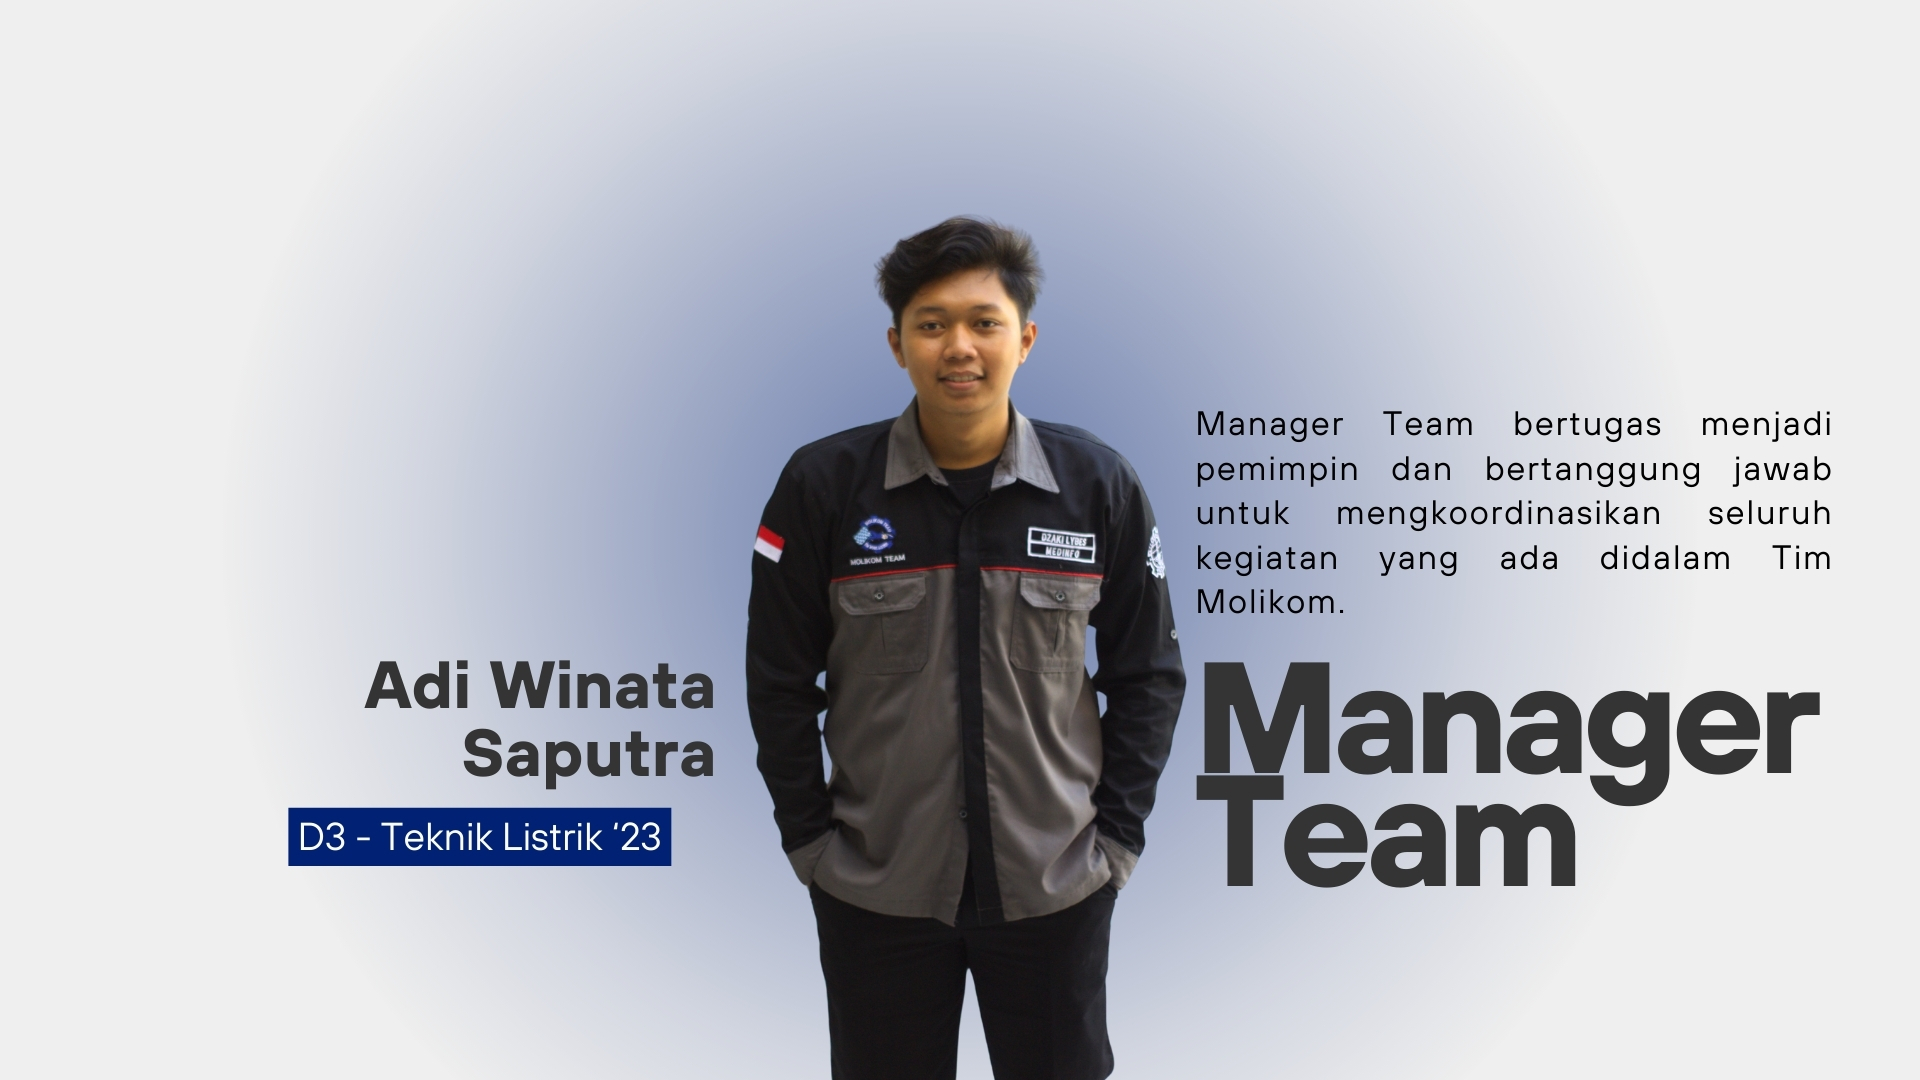 Manager Team bertugas menjadi
pemimpin dan bertanggung jawab
untuk mengkoordinasikan seluruh
kegiatan yang ada didalam Tim
Molikom.
Adi Winata
Saputra
D3 - Teknik Listrik ‘23
Manager
Team
MOLIKOM TEAM
DZAKI LYBES
MEDINFO